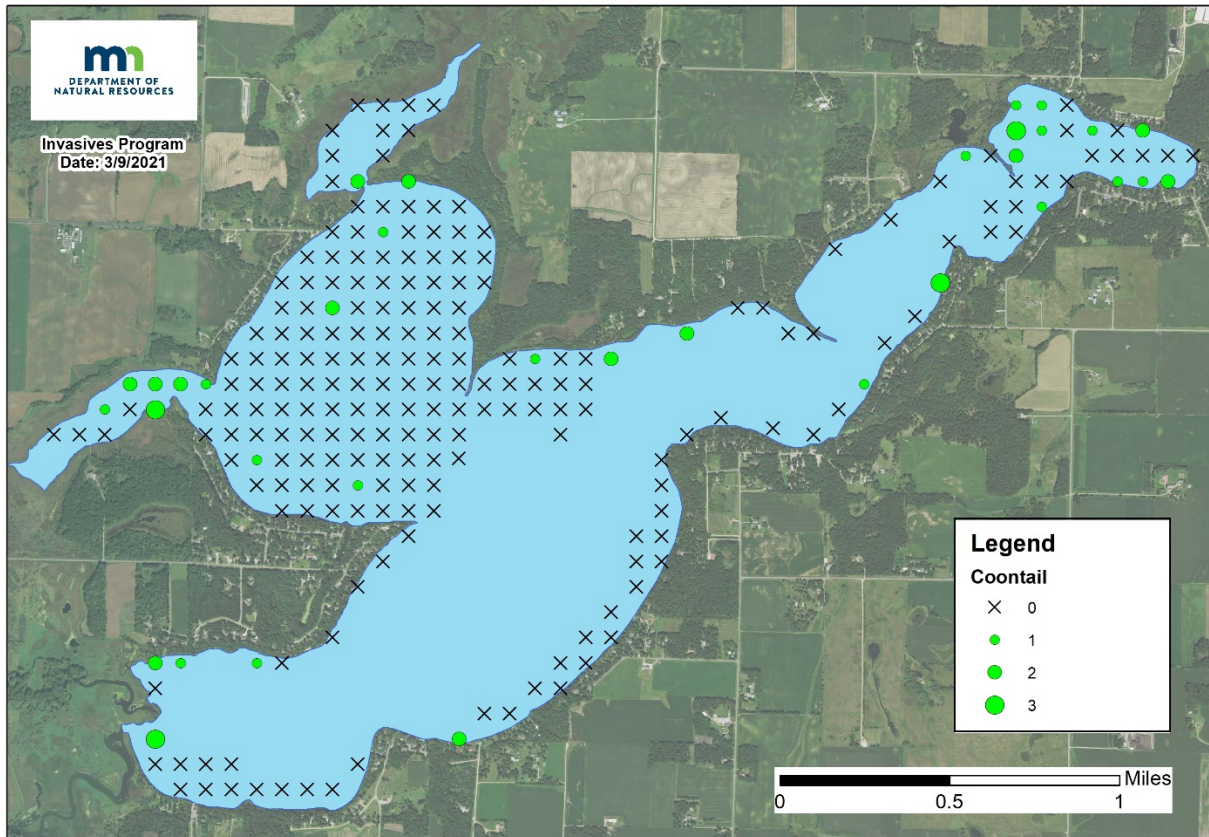 mn
DEPARTMENT OF
NATURAL RESOURCES
Invasives Program
Date: 3/9/2021
Legend
Coontail
0
1
2
3
Miles
0 0.5 1